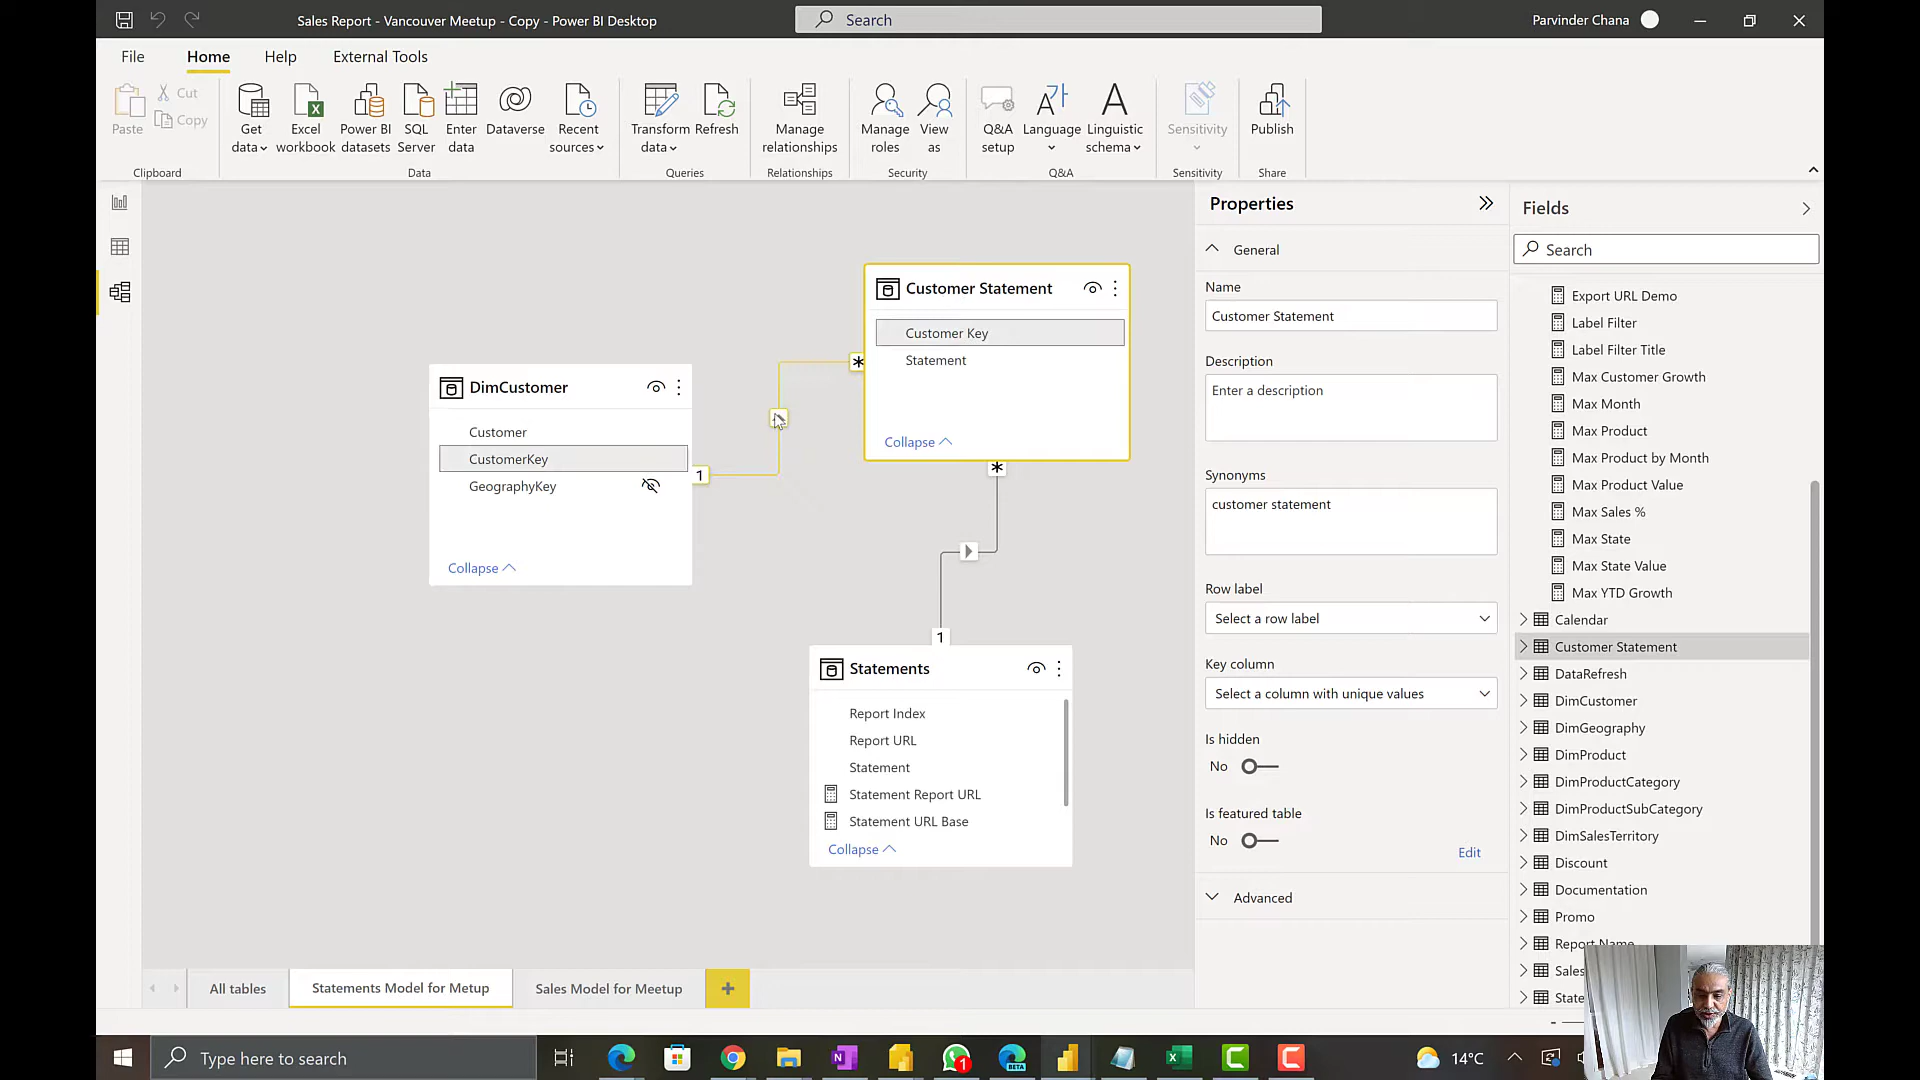 Sales Report - Vancouver Meetup - Copy - Power BI Desktop
Search
Parvinder Chana
File
Home
Help
External Tools
Paste
Cut
Copy
Get data
Excel workbook
Power BI datasets
SQL Server
Enter data
Dataverse
Recent sources
Transform data
Refresh
Manage relationships
Manage roles
View as
Q&A setup
Language
Linguistic schema
Sensitivity
Publish
Clipboard
Data
Queries
Relationships
Security
Q&A
Sensitivity
Share
DimCustomer
Customer
CustomerKey
GeographyKey
Collapse
1
*
Customer Statement
Customer Key
Statement
Collapse
*
1
Statements
Report Index
Report URL
Statement
Statement Report URL
Statement URL Base
Collapse
Properties
General
Name
Customer Statement
Description
Enter a description
Synonyms
customer statement
Row label
Select a row label
Key column
Select a column with unique values
Is hidden
No
Is featured table
No
Edit
Advanced
Fields
Search
Export URL Demo
Label Filter
Label Filter Title
Max Customer Growth
Max Month
Max Product
Max Product by Month
Max Product Value
Max Sales %
Max State
Max State Value
Max YTD Growth
Calendar
Customer Statement
DataRefresh
DimCustomer
DimGeography
DimProduct
DimProductCategory
DimProductSubCategory
DimSalesTerritory
Discount
Documentation
Promo
Report Name
Sales
State
All tables
Statements Model for Metup
Sales Model for Meetup
+
Type here to search
1
14°C